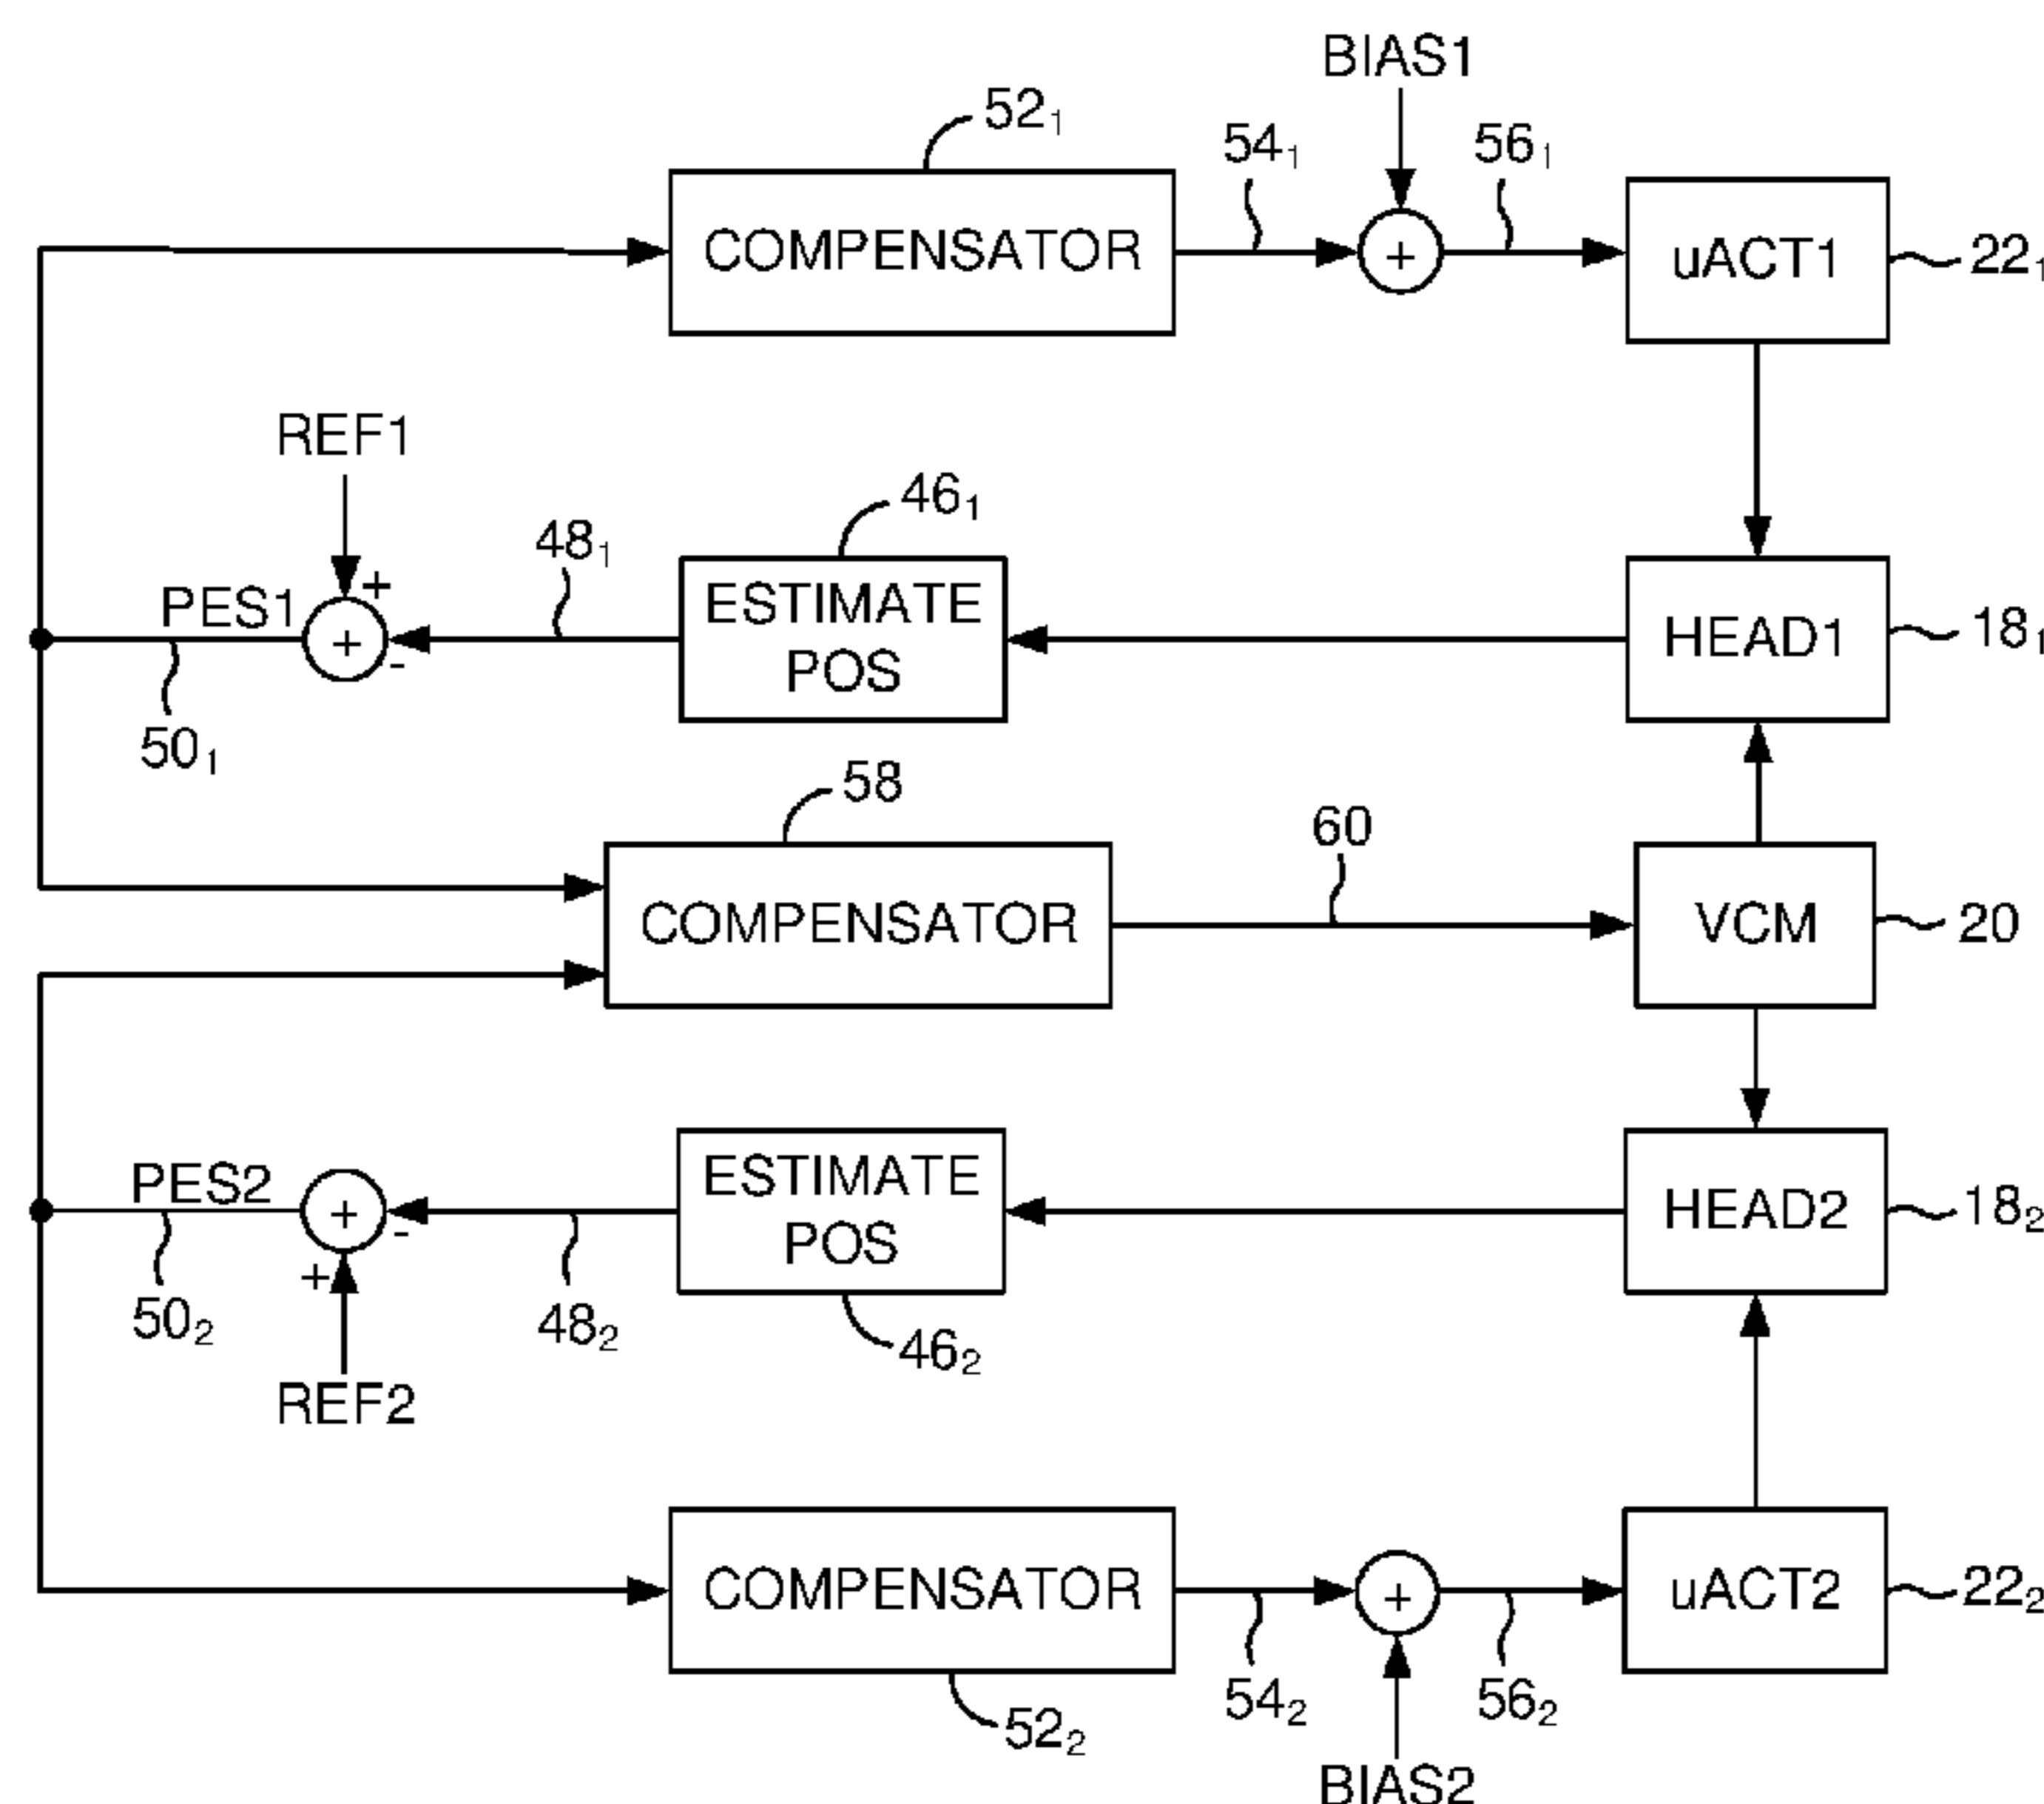 BIAS1
52₁
54₁
56₁
COMPENSATOR
+
uACT1
22₁
REF1
46₁
48₁
+
PES1
+
-
ESTIMATE
POS
HEAD1
18₁
50₁
58
60
COMPENSATOR
VCM
20
PES2
+
-
ESTIMATE
POS
HEAD2
18₂
+
50₂
48₂
46₂
REF2
COMPENSATOR
+
uACT2
22₂
54₂
56₂
52₂
BIAS2